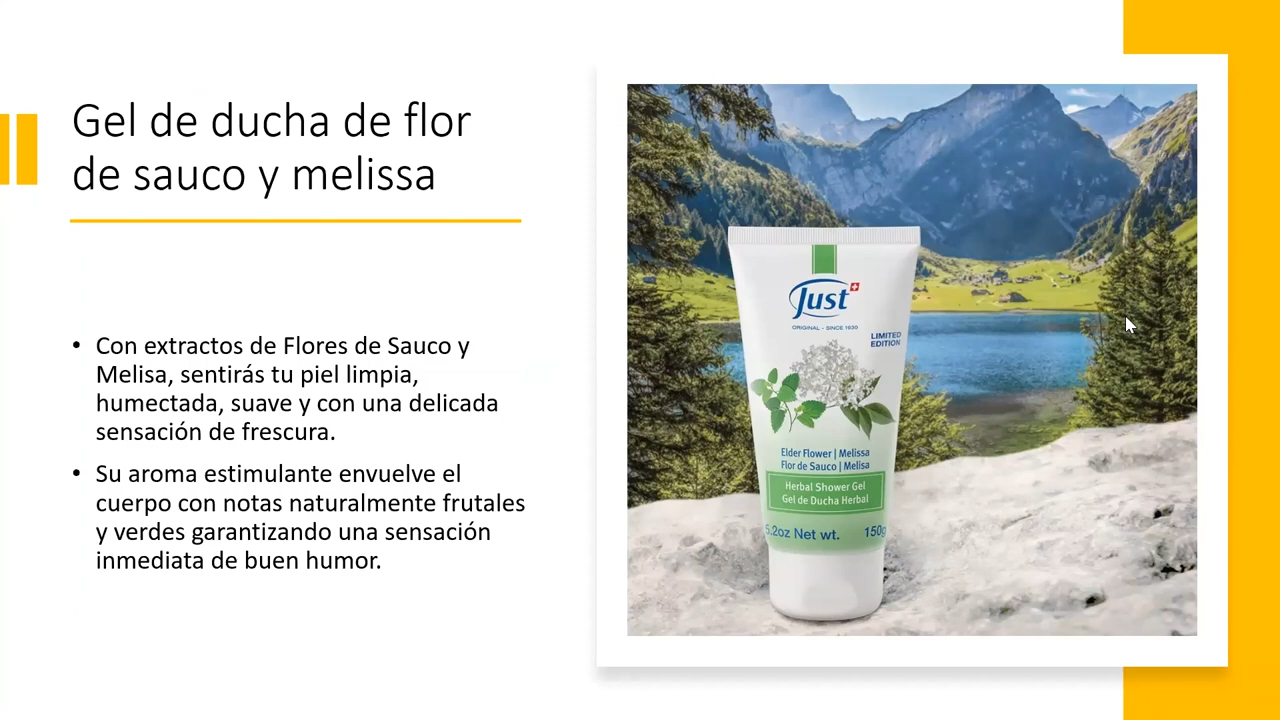 Gel de ducha de flor
de sauco y melissa
• Con extractos de Flores de Sauco y
Melisa, sentirás tu piel limpia,
humectada, suave y con una delicada
sensación de frescura.
• Su aroma estimulante envuelve el
cuerpo con notas naturalmente frutales
y verdes garantizando una sensación
inmediata de buen humor.
Just
ORIGINAL - SINCE 1930
LIMITED
EDITION
Elder Flower | Melissa
Flor de Sauco | Melisa
Herbal Shower Gel
Gel de Ducha Herbal
5.2oz Net wt. 150g